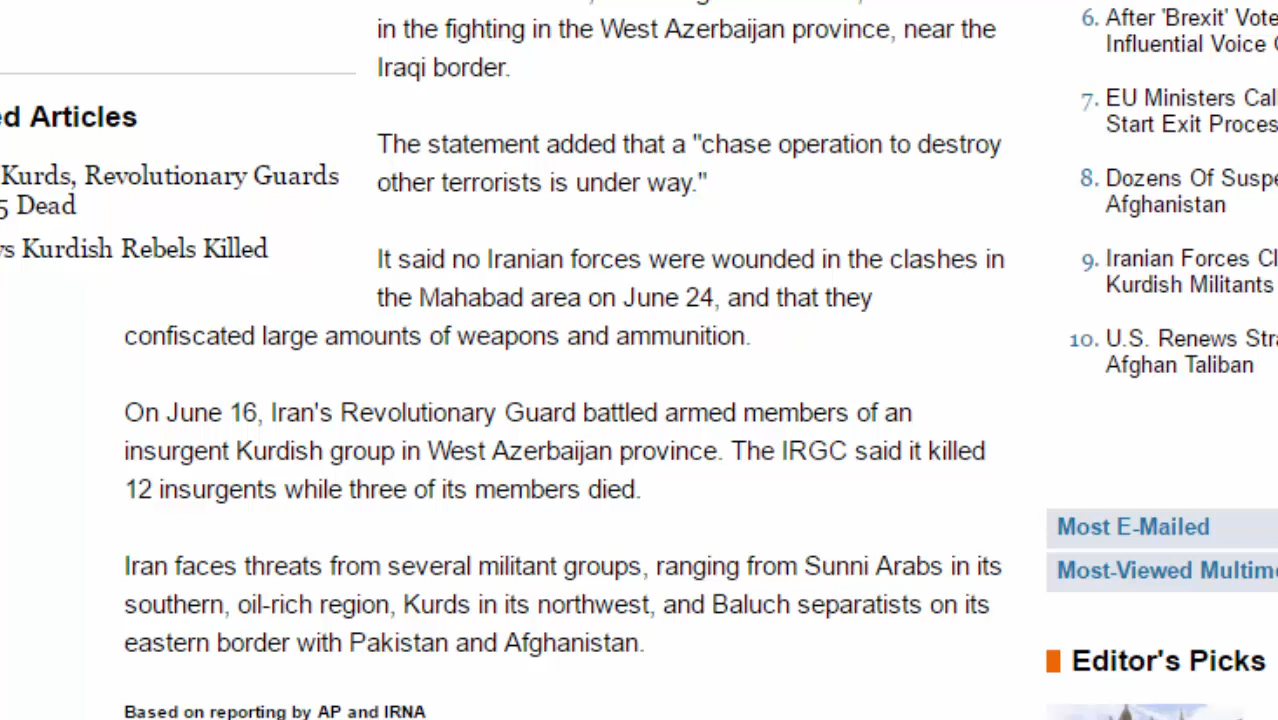 in the fighting in the West Azerbaijan province, near the
Iraqi border.
The statement added that a "chase operation to destroy
other terrorists is under way."
It said no Iranian forces were wounded in the clashes in
the Mahabad area on June 24, and that they
confiscated large amounts of weapons and ammunition.
On June 16, Iran's Revolutionary Guard battled armed members of an
insurgent Kurdish group in West Azerbaijan province. The IRGC said it killed
12 insurgents while three of its members died.
Iran faces threats from several militant groups, ranging from Sunni Arabs in its
southern, oil-rich region, Kurds in its northwest, and Baluch separatists on its
eastern border with Pakistan and Afghanistan.
Based on reporting by AP and IRNA
Articles
Kurds, Revolutionary Guards
5 Dead
Kurdish Rebels Killed
6. After 'Brexit' Vote
Influential Voice
7. EU Ministers Call
Start Exit
8. Dozens Of
Afghanistan
9. Iranian Forces
Kurdish Militants
10. U.S. Renews
Afghan Taliban
Most E-Mailed
Most-Viewed
Editor's Picks